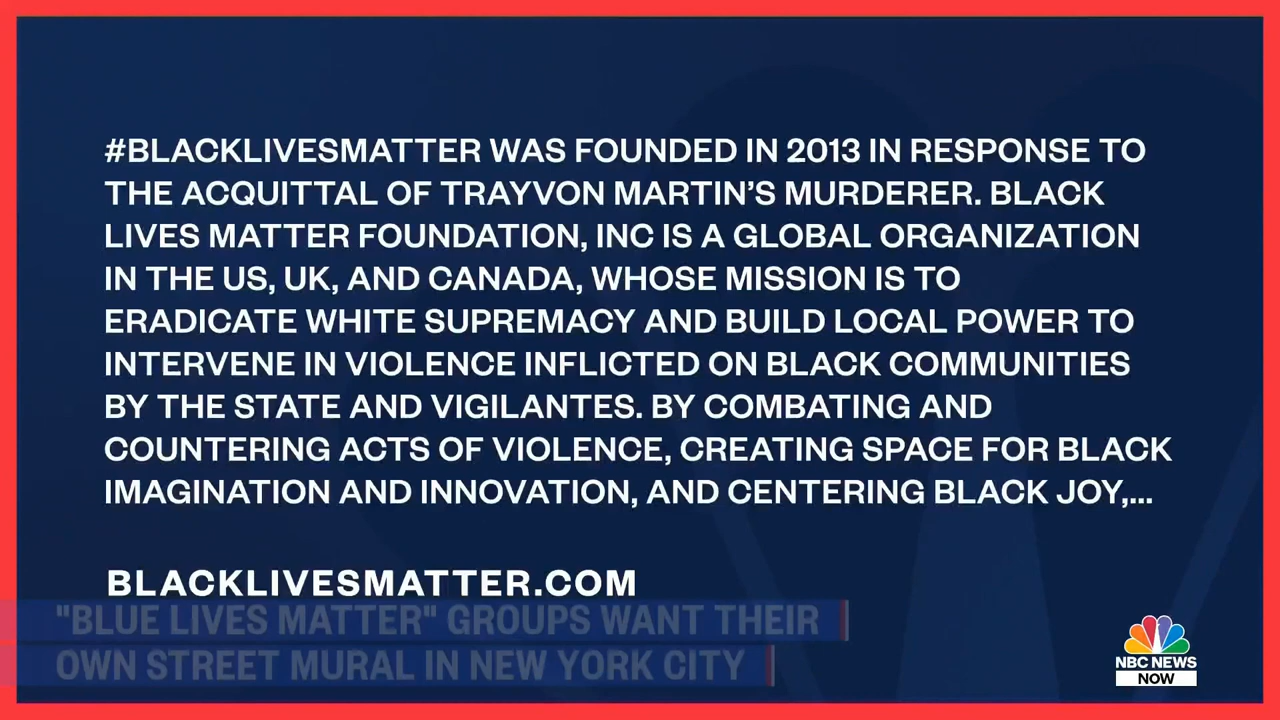 #BLACKLIVESMATTER WAS FOUNDED IN 2013 IN RESPONSE TO
THE ACQUITTAL OF TRAYVON MARTIN’S MURDERER. BLACK
LIVES MATTER FOUNDATION, INC IS A GLOBAL ORGANIZATION
IN THE US, UK, AND CANADA, WHOSE MISSION IS TO
ERADICATE WHITE SUPREMACY AND BUILD LOCAL POWER TO
INTERVENE IN VIOLENCE INFLICTED ON BLACK COMMUNITIES
BY THE STATE AND VIGILANTES. BY COMBATING AND
COUNTERING ACTS OF VIOLENCE, CREATING SPACE FOR BLACK
IMAGINATION AND INNOVATION, AND CENTERING BLACK JOY,...
BLACKLIVESMATTER.COM
"BLUE LIVES MATTER" GROUPS WANT THEIR
OWN STREET MURAL IN NEW YORK CITY
NBC NEWS
NOW